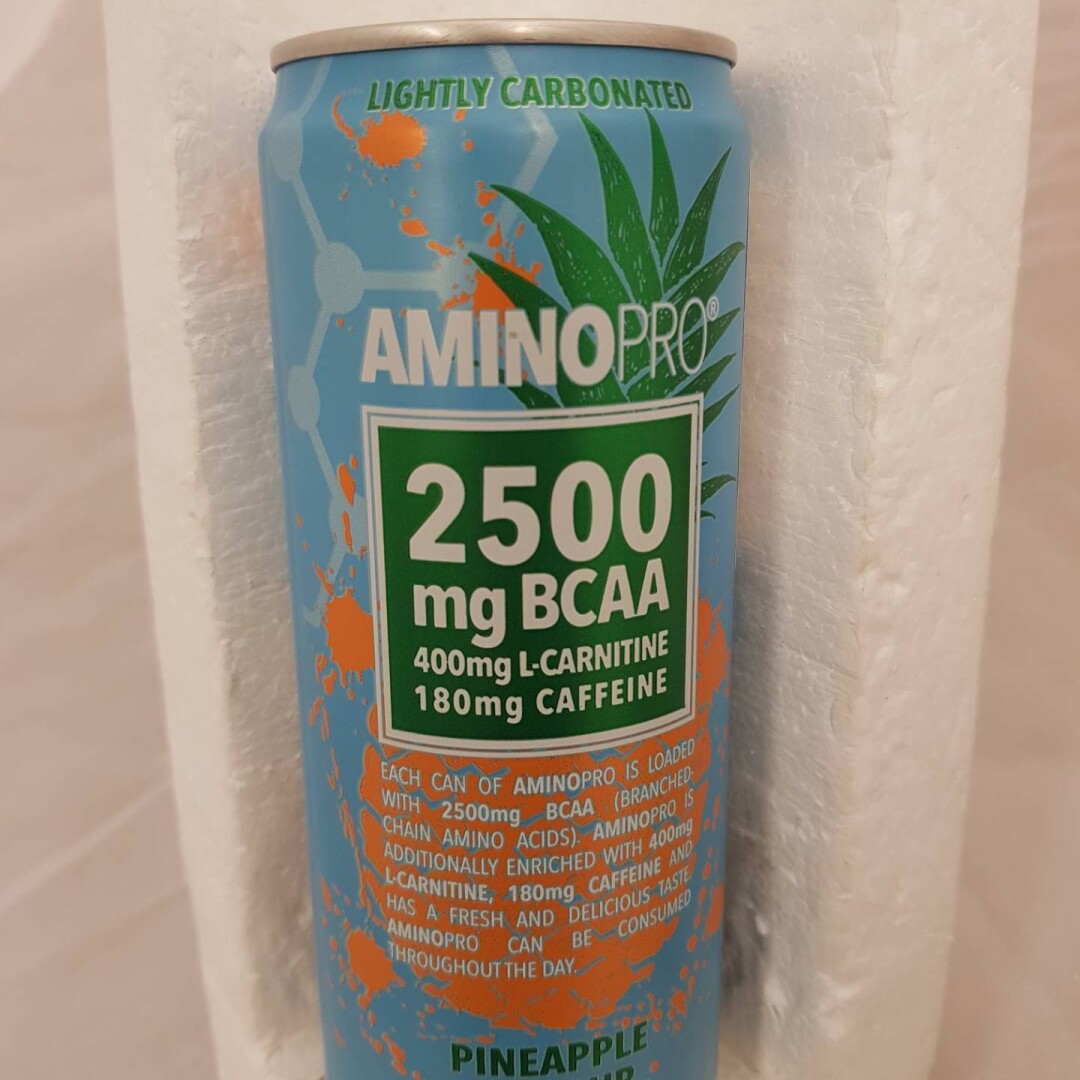 LIGHTLY CARBONATED
AMINOPRO®
2500
mg BCAA
400mg L-CARNITINE
180mg CAFFEINE
EACH CAN OF AMINOPRO IS LOADED
WITH 2500mg BCAA (BRANCHED-
CHAIN AMINO ACIDS). AMINOPRO IS
ADDITIONALLY ENRICHED WITH 400mg
L-CARNITINE, 180mg CAFFEINE AND
HAS A FRESH AND DELICIOUS TASTE.
AMINOPRO CAN BE CONSUMED
THROUGHOUT THE DAY.
PINEAPPLE